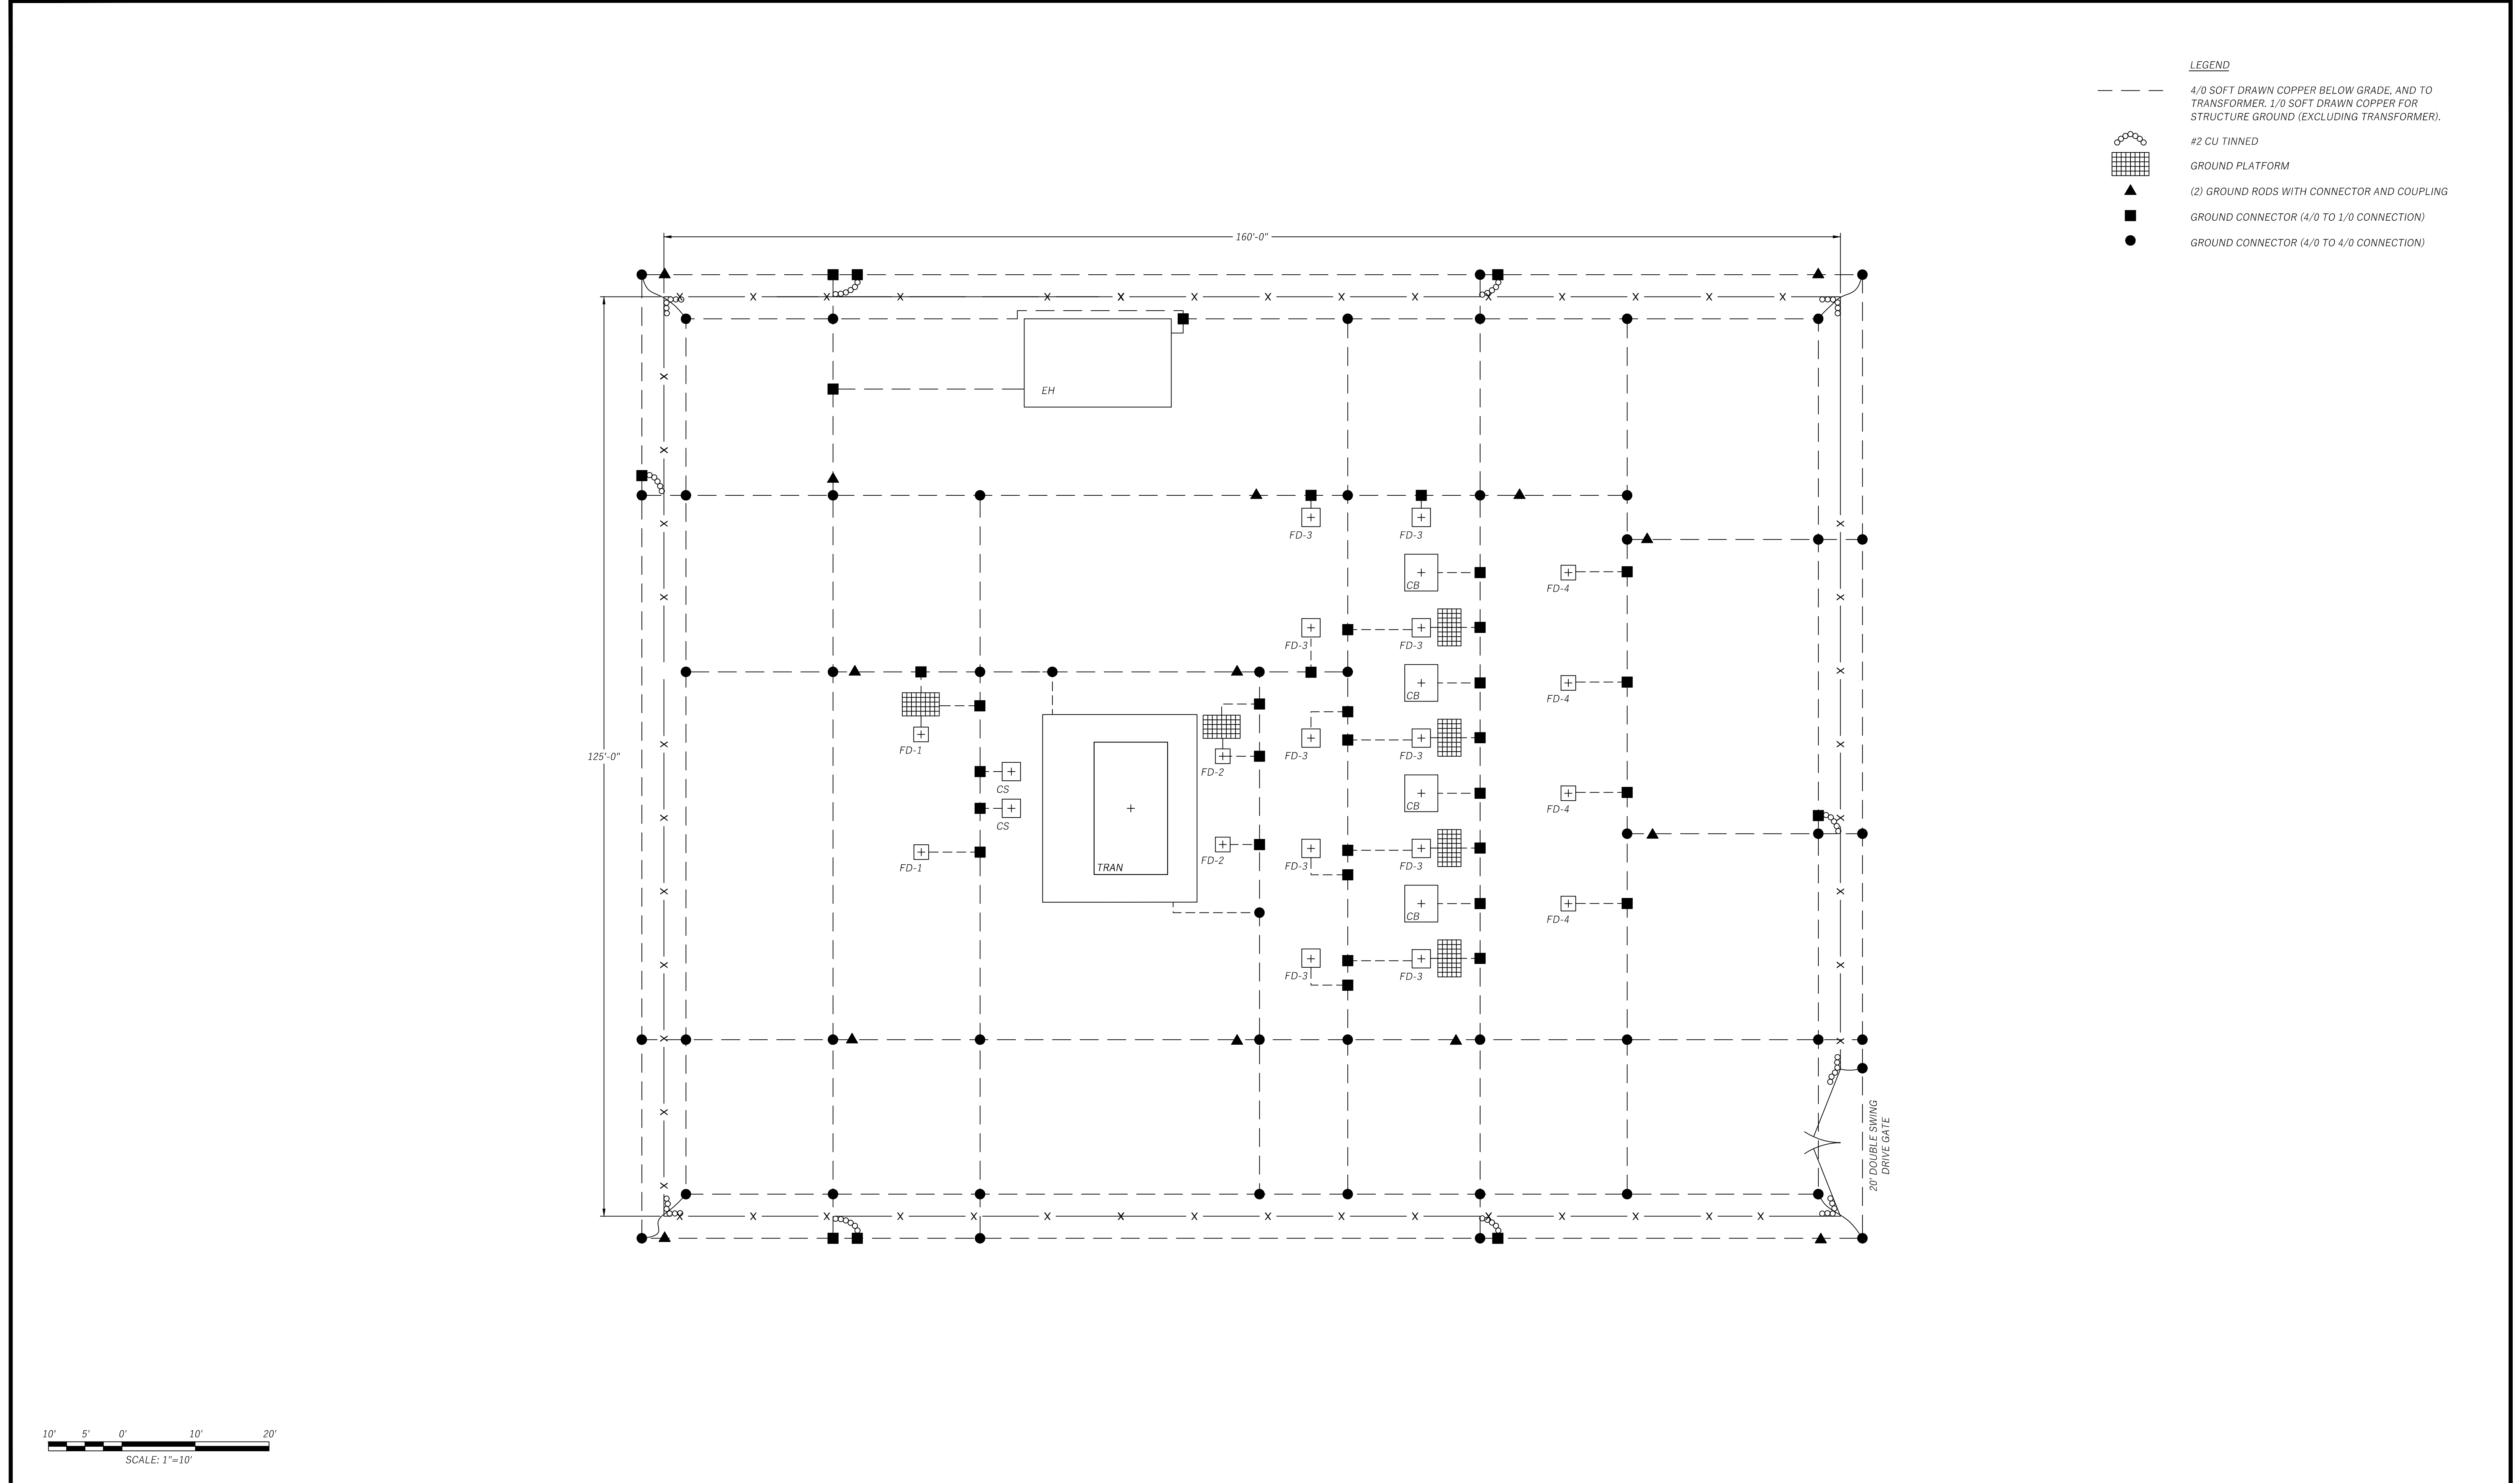 LEGEND
4/0 SOFT DRAWN COPPER BELOW GRADE, AND TO
TRANSFORMER. 1/0 SOFT DRAWN COPPER FOR
STRUCTURE GROUND (EXCLUDING TRANSFORMER).
#2 CU TINNED
GROUND PLATFORM
(2) GROUND RODS WITH CONNECTOR AND COUPLING
GROUND CONNECTOR (4/0 TO 1/0 CONNECTION)
GROUND CONNECTOR (4/0 TO 4/0 CONNECTION)
160'-0"
EH
FD-3
FD-3
CB
FD-4
FD-3
FD-3
CB
FD-4
FD-1
125'-0"
FD-3
FD-3
FD-2
CS
CB
FD-4
CS
FD-2
FD-3
FD-3
FD-1
TRAN
CB
FD-4
FD-3
FD-3
20' DOUBLE SWING
DRIVE GATE
10' 5' 0' 10' 20'
SCALE: 1"=10'